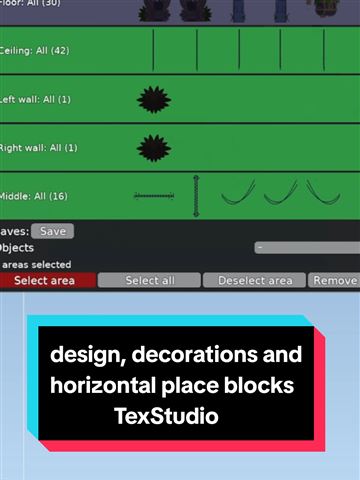 Floor: All (30)
Ceiling: All (42)
Left wall: All (1)
Right wall: All (1)
Middle: All (16)
aves: Save
Objects
areas selected
Select area Select all Deselect area Remove
design, decorations and
horizontal place blocks
TexStudio